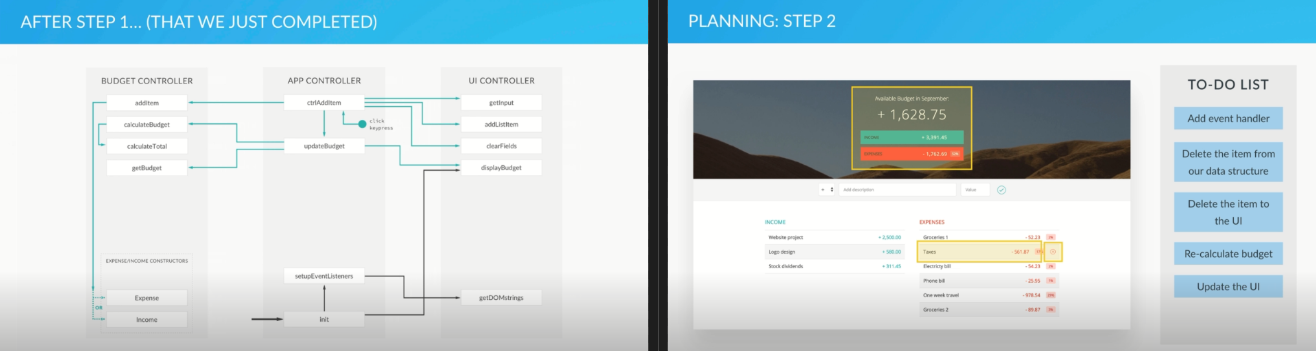 AFTER STEP 1... (THAT WE JUST COMPLETED)
BUDGET CONTROLLER
APP CONTROLLER
UI CONTROLLER
addItem
ctrlAddItem
getInput
calculateBudget
click
keypress
addListItem
calculateTotal
updateBudget
clearFields
getBudget
displayBudget
EXPENSE/INCOME CONSTRUCTORS
setupEventListeners
Expense
getDOMstrings
OR
Income
init
PLANNING: STEP 2
Available Budget in September:
+ 1,628.75
INCOME + 3,391.45
EXPENSES - 1,762.69
Add description
Value
INCOME
Website project + 2,500.00
Logo design + 500.00
Stock dividends + 391.45
EXPENSES
Groceries 1 - 52.23
Taxes - 561.87
Electricity bill - 54.23
Phone bill - 25.95
One week travel - 978.54
Groceries 2 - 89.87
TO-DO LIST
Add event handler
Delete the item from
our data structure
Delete the item to
the UI
Re-calculate budget
Update the UI